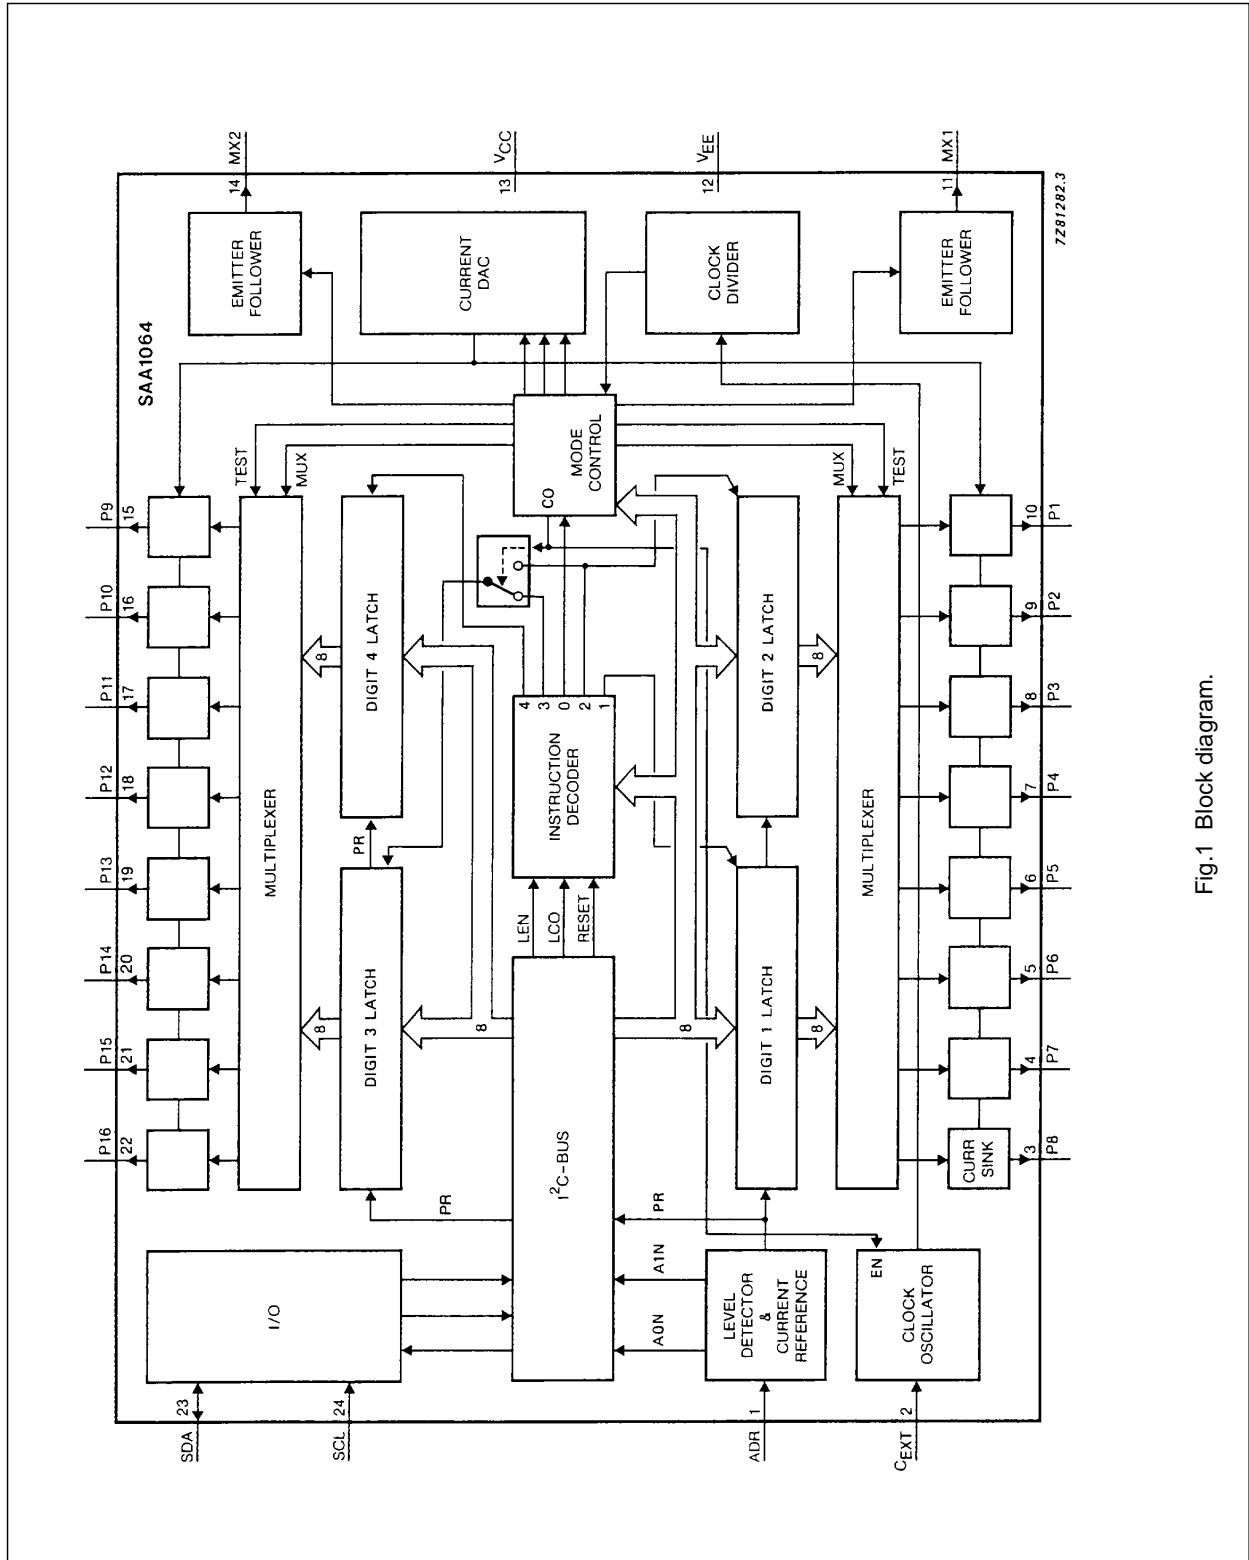 SAA1064
P16
P15
P14
P13
P12
P11
P10
P9
22
21
20
19
18
17
16
15
14 MX2
MULTIPLEXER
TEST
MUX
EMITTER
FOLLOWER
8
8
SDA
23
SCL
24
I/O
PR
DIGIT 3 LATCH
PR
DIGIT 4 LATCH
CURRENT
DAC
13 VCC
8
I²C-BUS
LEN
LCO
RESET
INSTRUCTION
DECODER
4
3
0
2
1
CO
MODE
CONTROL
A0N
A1N
PR
8
8
ADR
1
LEVEL
DETECTOR
&
CURRENT
REFERENCE
DIGIT 1 LATCH
DIGIT 2 LATCH
CLOCK
DIVIDER
12 VEE
8
8
MUX
TEST
CEXT
2
EN
CLOCK
OSCILLATOR
MULTIPLEXER
EMITTER
FOLLOWER
11 MX1
CURR
SINK
3
4
5
6
7
8
9
10
P8
P7
P6
P5
P4
P3
P2
P1
7Z81282.3
Fig.1 Block diagram.